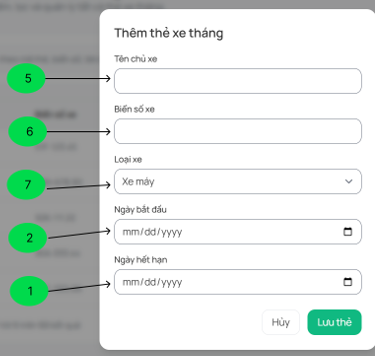 Thêm thẻ xe tháng
Tên chủ xe
5
Biển số xe
6
Loại xe
7
Xe máy
Ngày bắt đầu
2
mm/dd/yyyy
Ngày hết hạn
1
mm/dd/yyyy
Hủy
Lưu thẻ